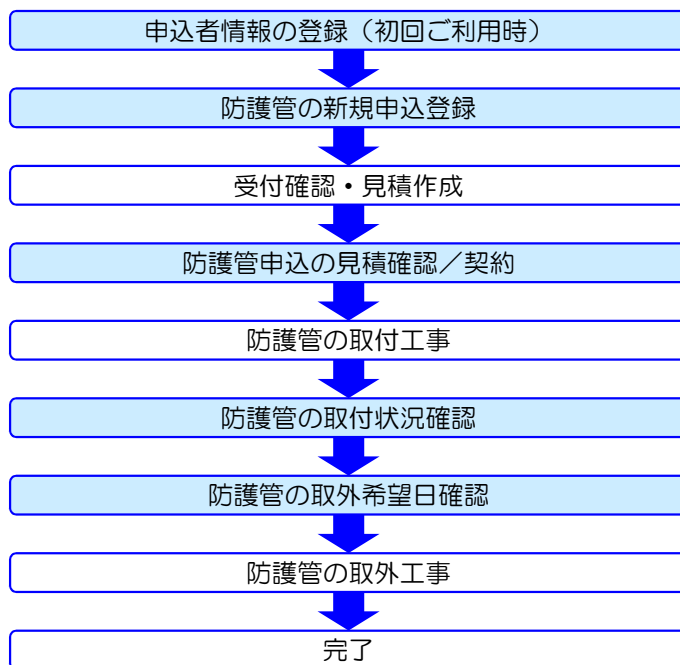 申込者情報の登録（初回ご利用時）
防護管の新規申込登録
受付確認・見積作成
防護管申込の見積確認／契約
防護管の取付工事
防護管の取付状況確認
防護管の取外希望日確認
防護管の取外工事
完了